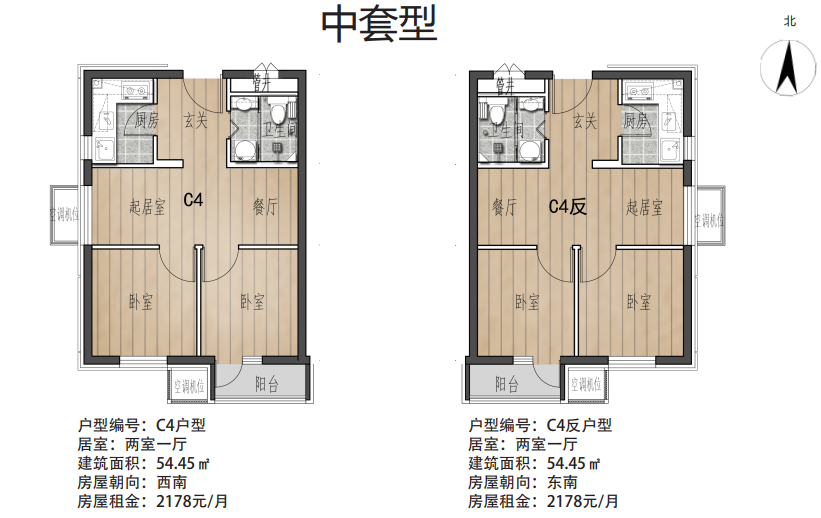 中套型
北
管井
厨房
玄关
卫生间
起居室
C4
餐厅
空调机位
卧室
卧室
空调机位
阳台
管井
卫生间
玄关
厨房
餐厅
C4反
起居室
空调机位
卧室
卧室
阳台
空调机位
户型编号：C4户型
居室：两室一厅
建筑面积：54.45㎡
房屋朝向：西南
房屋租金：2178元/月
户型编号：C4反户型
居室：两室一厅
建筑面积：54.45㎡
房屋朝向：东南
房屋租金：2178元/月